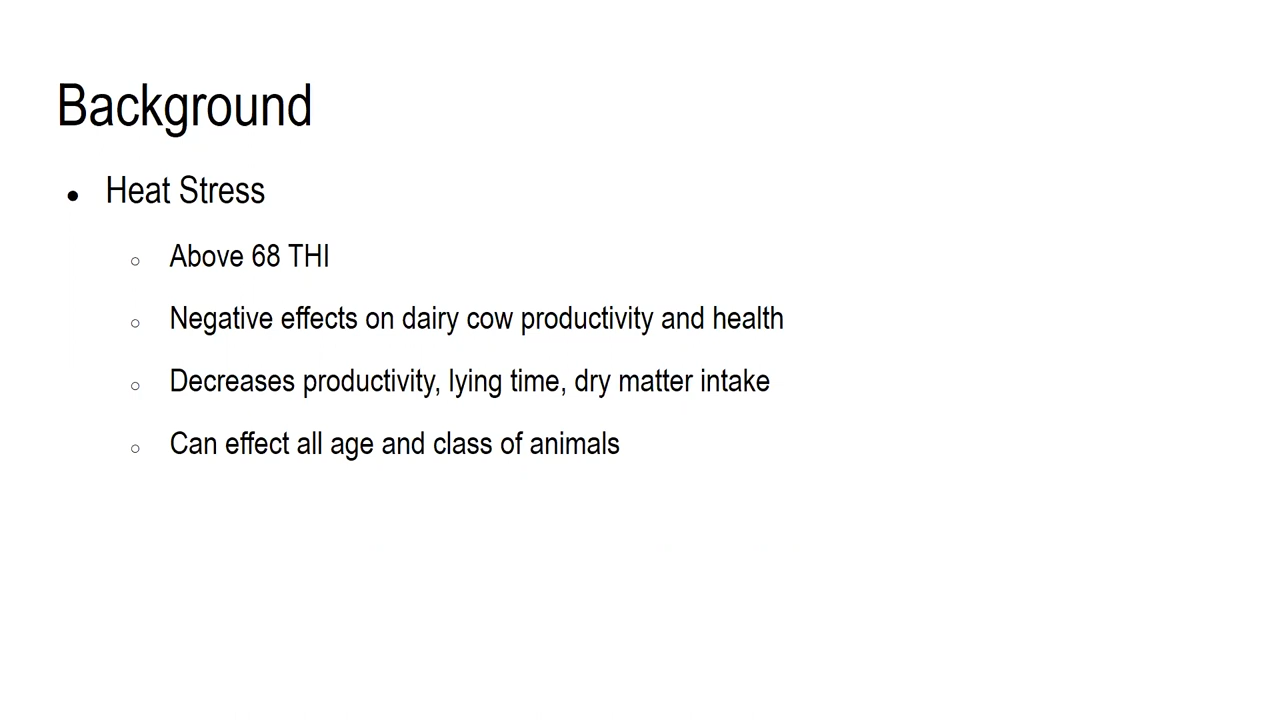 Background
● Heat Stress
○ Above 68 THI
○ Negative effects on dairy cow productivity and health
○ Decreases productivity, lying time, dry matter intake
○ Can effect all age and class of animals